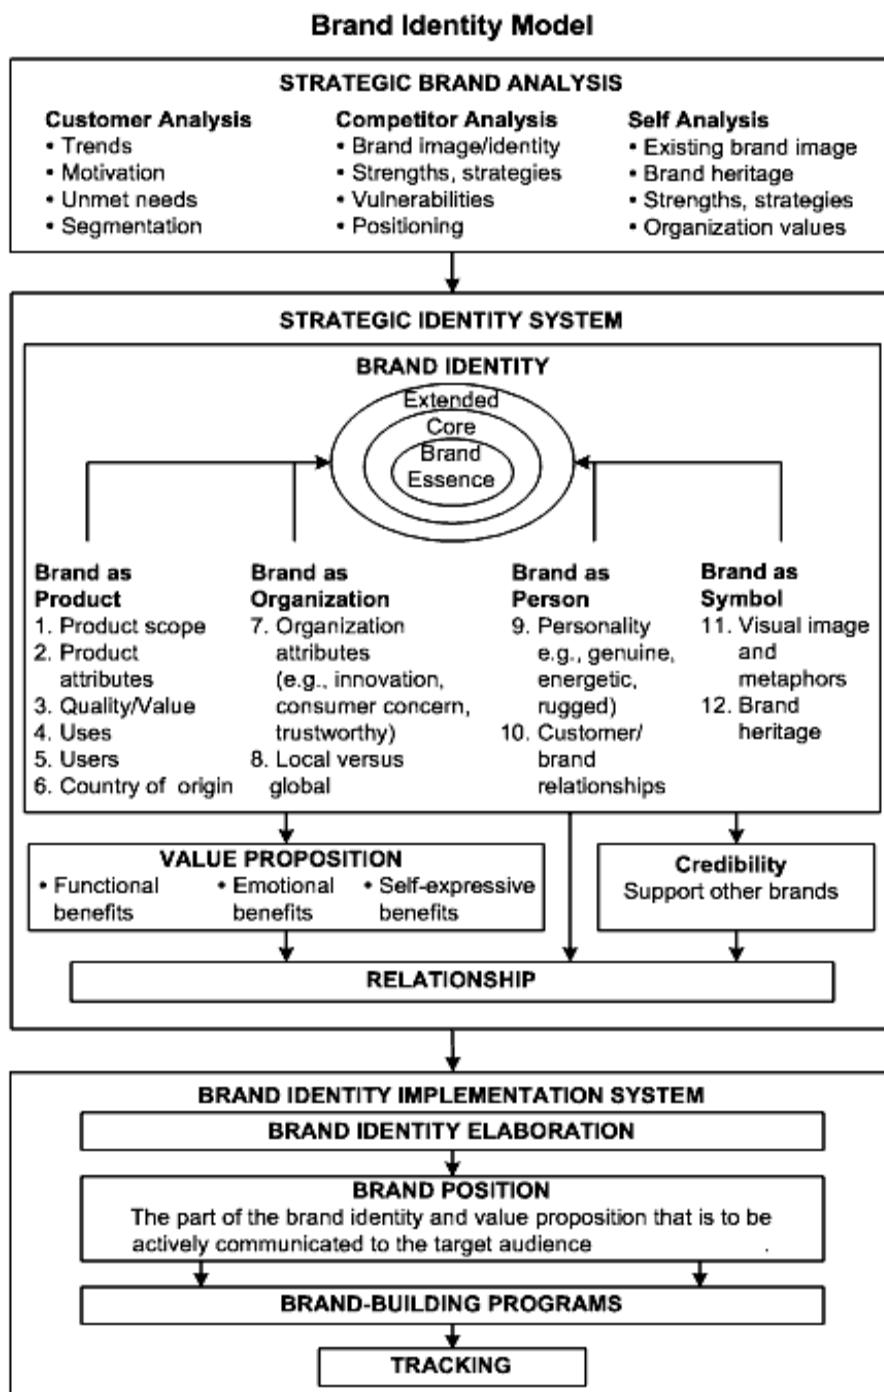 Brand Identity Model
STRATEGIC BRAND ANALYSIS
Customer Analysis
• Trends
• Motivation
• Unmet needs
• Segmentation
Competitor Analysis
• Brand image/identity
• Strengths, strategies
• Vulnerabilities
• Positioning
Self Analysis
• Existing brand image
• Brand heritage
• Strengths, strategies
• Organization values
STRATEGIC IDENTITY SYSTEM
BRAND IDENTITY
Extended
Core
Brand
Essence
Brand as
Product
1. Product scope
2. Product
attributes
3. Quality/Value
4. Uses
5. Users
6. Country of origin
Brand as
Organization
7. Organization
attributes
(e.g., innovation,
consumer concern,
trustworthy)
8. Local versus
global
Brand as
Person
9. Personality
e.g., genuine,
energetic,
rugged)
10. Customer/
brand
relationships
Brand as
Symbol
11. Visual image
and
metaphors
12. Brand
heritage
VALUE PROPOSITION
• Functional
benefits
• Emotional
benefits
• Self-expressive
benefits
Credibility
Support other brands
RELATIONSHIP
BRAND IDENTITY IMPLEMENTATION SYSTEM
BRAND IDENTITY ELABORATION
BRAND POSITION
The part of the brand identity and value proposition that is to be
actively communicated to the target audience .
BRAND-BUILDING PROGRAMS
TRACKING